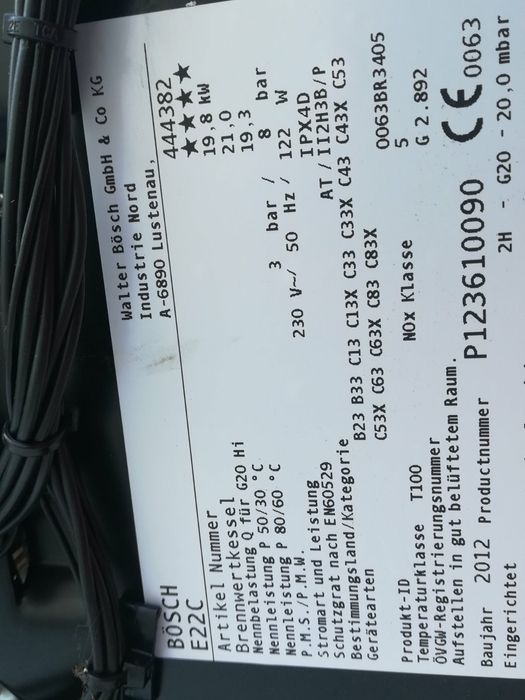 Walter Bösch GmbH & Co KG
Industrie Nord
A-6890 Lustenau,
BÖSCH
E22C
Artikel Nummer 444382
Brennwertkessel ★★★★
Nennbelastung Q für G20 Hi 19,8 kW
Nennleistung P 50/30 °C 21,0
Nennleistung P 80/60 °C 19,3
P.M.S./P.M.W. 3 bar / 8 bar
Stromart und Leistung 230 V~/ 50 Hz / 122 W
Schutzgrat nach EN60529 IPX4D
Bestimmungsland/Kategorie AT / II2H3B/P
Gerätearten B23 B33 C13 C13X C33 C33X C43 C43X C53
C53X C63 C63X C83 C83X
Produkt-ID 0063BR3405
Temperaturklasse T100 NOx Klasse 5
ÖVGW-Registrierungsnummer G 2.892
Aufstellen in gut belüftetem Raum.
Baujahr 2012 Productnummer P123610090 CE 0063
Eingerichtet 2H - G20 - 20,0 mbar